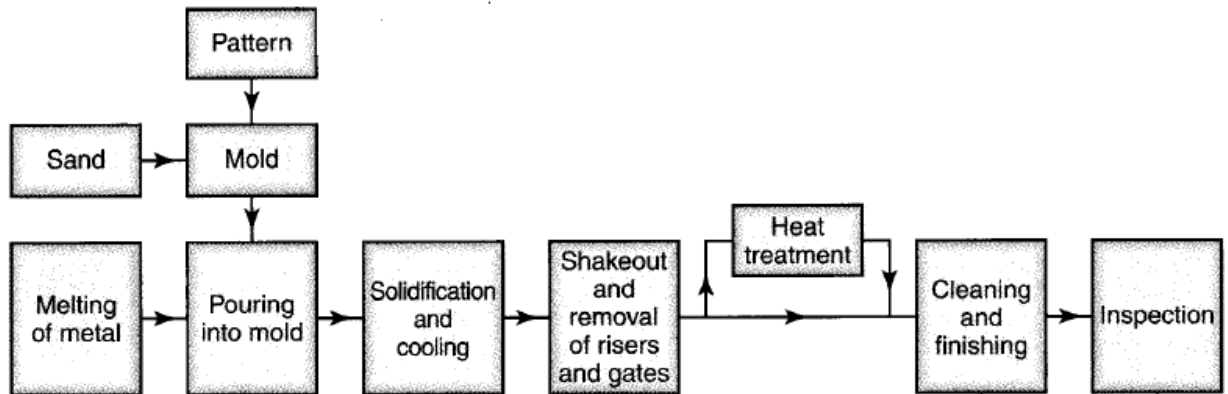 Pattern
Sand
Mold
Melting
of metal
Pouring
into mold
Solidification
and
cooling
Shakeout
and
removal
of risers
and gates
Heat
treatment
Cleaning
and
finishing
Inspection